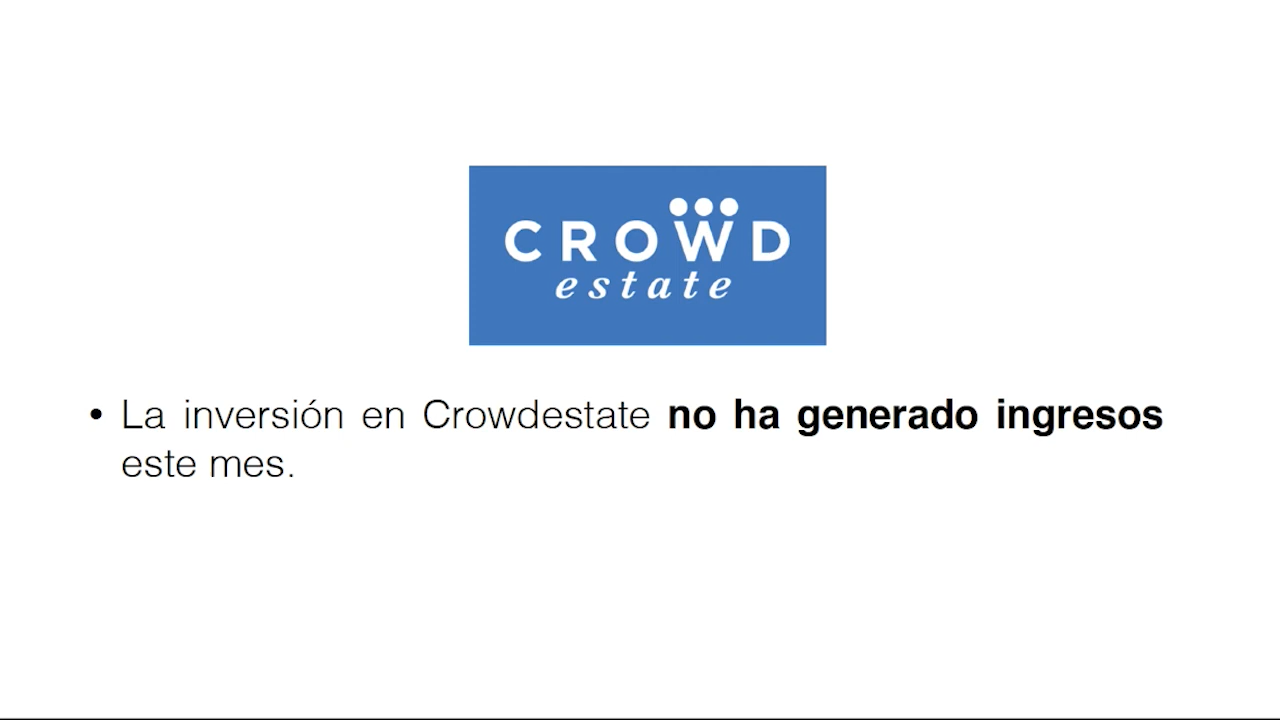 CROWD
estate
• La inversión en Crowdestate no ha generado ingresos
este mes.